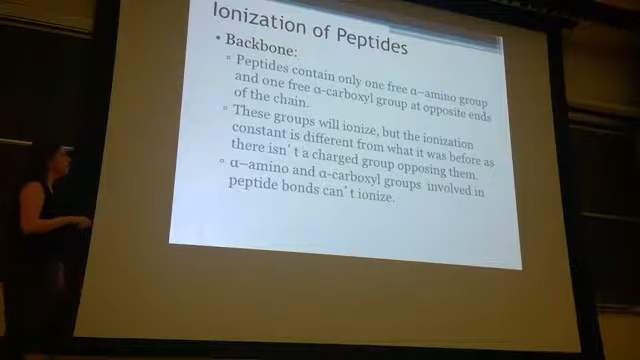 Ionization of Peptides
• Backbone:
▫ Peptides contain only one free α–amino group
and one free α-carboxyl group at opposite ends
of the chain.
▫ These groups will ionize, but the ionization
constant is different from what it was before as
there isn't a charged group opposing them.
▫ α–amino and α-carboxyl groups involved in
peptide bonds can't ionize.